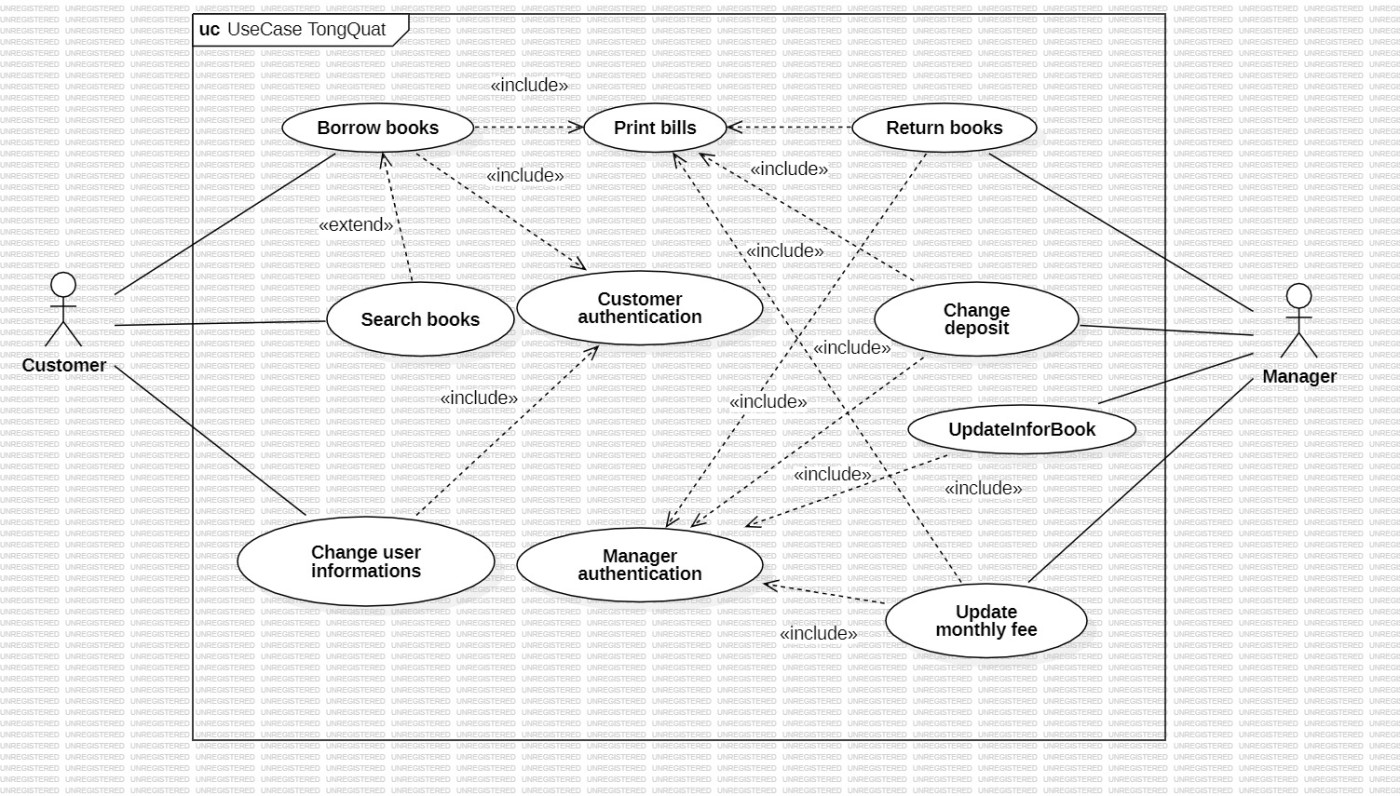 uc UseCase TongQuat
«include»
Borrow books
Print bills
Return books
«include»
«include»
«extend»
«include»
Search books
Customer
authentication
Change
deposit
«include»
Customer
Manager
«include»
«include»
UpdateInforBook
«include»
«include»
Change user
informations
Manager
authentication
Update
monthly fee
«include»
UNREGISTERED